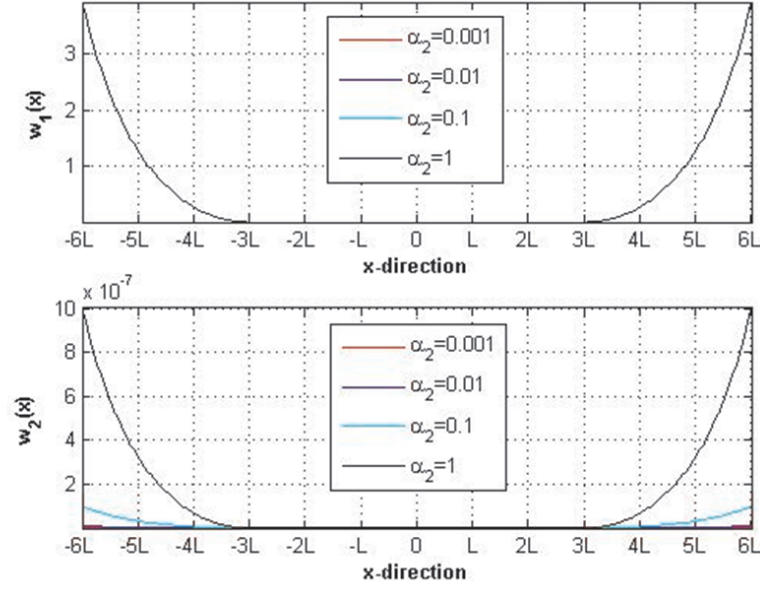 w1(x)
3
2
1
α2=0.001
α2=0.01
α2=0.1
α2=1
-6L -5L -4L -3L -2L -L 0 L 2L 3L 4L 5L 6L
x-direction
x 10-7
w2(x)
10
8
6
4
2
α2=0.001
α2=0.01
α2=0.1
α2=1
-6L -5L -4L -3L -2L -L 0 L 2L 3L 4L 5L 6L
x-direction